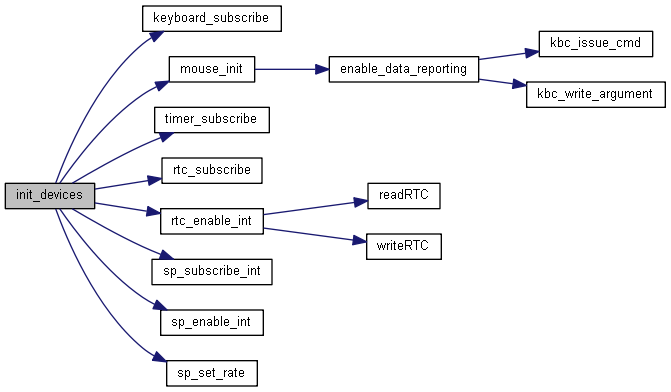 keyboard_subscribe
kbc_issue_cmd
mouse_init
enable_data_reporting
kbc_write_argument
timer_subscribe
rtc_subscribe
init_devices
readRTC
rtc_enable_int
writeRTC
sp_subscribe_int
sp_enable_int
sp_set_rate